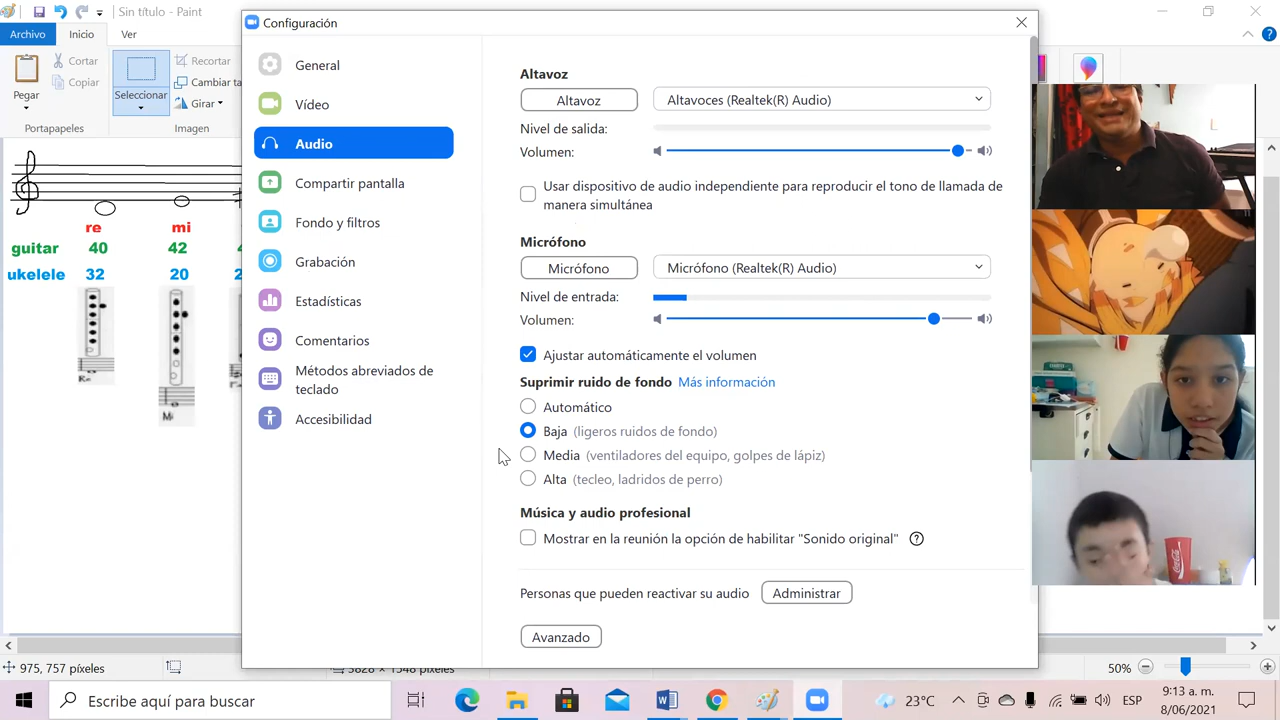 Sin título - Paint
Archivo
Inicio
Ver
Pegar
Cortar
Copiar
Portapapeles
Seleccionar
Recortar
Cambiar ta
Girar
Imagen
re
mi
guitar 40 42
ukelele 32 20 2
Mi
Configuración
General
Vídeo
Audio
Compartir pantalla
Fondo y filtros
Grabación
Estadísticas
Comentarios
Métodos abreviados de
teclado
Accesibilidad
Altavoz
Altavoz
Altavoces (Realtek(R) Audio)
Nivel de salida:
Volumen:
Usar dispositivo de audio independiente para reproducir el tono de llamada de
manera simultánea
Micrófono
Micrófono
Micrófono (Realtek(R) Audio)
Nivel de entrada:
Volumen:
Ajustar automáticamente el volumen
Suprimir ruido de fondo Más información
Automático
Baja (ligeros ruidos de fondo)
Media (ventiladores del equipo, golpes de lápiz)
Alta (tecleo, ladridos de perro)
Música y audio profesional
Mostrar en la reunión la opción de habilitar "Sonido original"
Personas que pueden reactivar su audio
Administrar
Avanzado
Coca-Cola
975, 757 píxeles
3828 × 1548 píxeles
50%
Escribe aquí para buscar
23°C
ESP
9:13 a. m.
8/06/2021